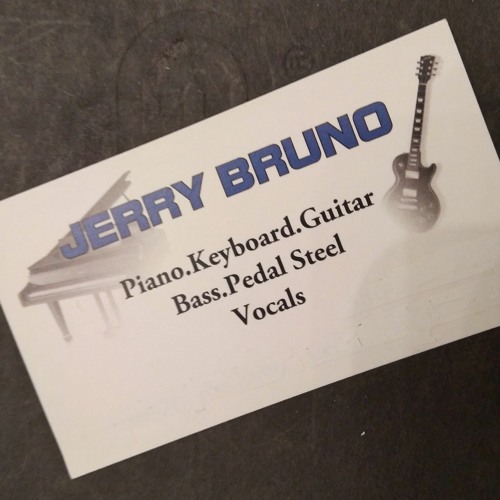 JERRY BRUNO
Piano.Keyboard.Guitar
Bass.Pedal Steel
Vocals